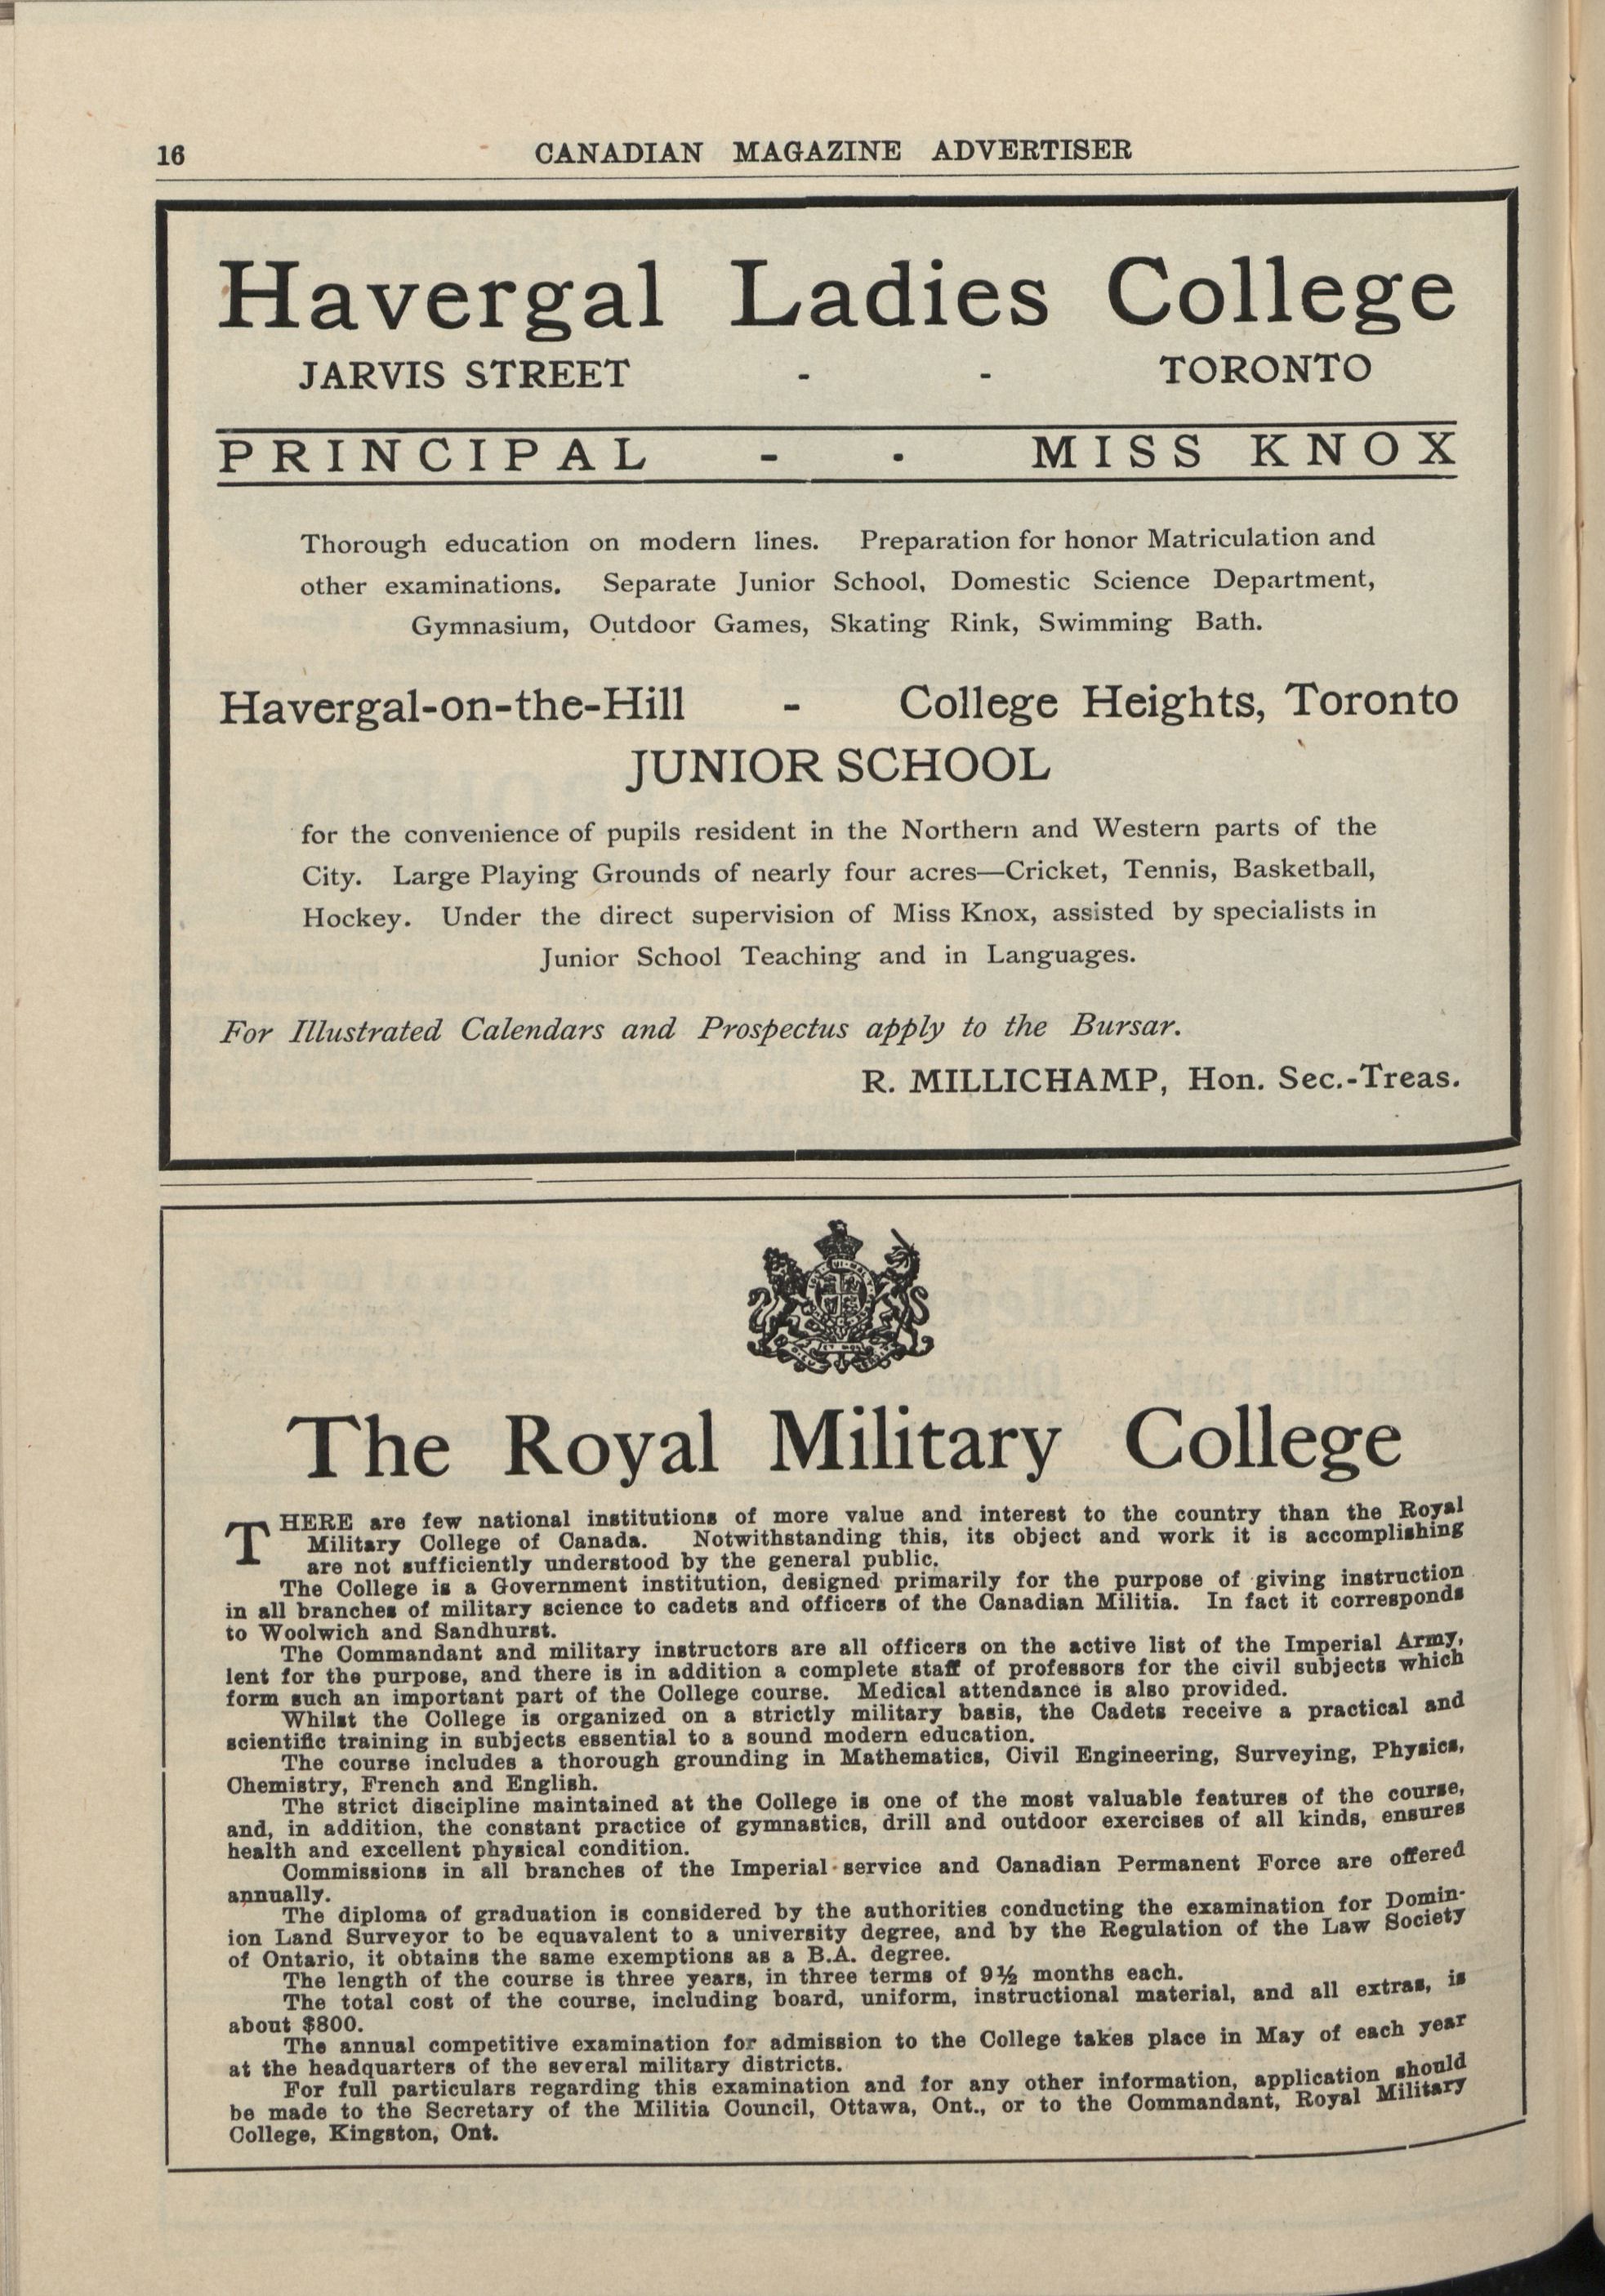 16
CANADIAN MAGAZINE ADVERTISER
Havergal Ladies College
JARVIS STREET - - TORONTO
PRINCIPAL - - MISS KNOX
Thorough education on modern lines. Preparation for honor Matriculation and
other examinations. Separate Junior School, Domestic Science Department,
Gymnasium, Outdoor Games, Skating Rink, Swimming Bath.
Havergal-on-the-Hill - College Heights, Toronto
JUNIOR SCHOOL
for the convenience of pupils resident in the Northern and Western parts of the
City. Large Playing Grounds of nearly four acres—Cricket, Tennis, Basketball,
Hockey. Under the direct supervision of Miss Knox, assisted by specialists in
Junior School Teaching and in Languages.
For Illustrated Calendars and Prospectus apply to the Bursar.
R. MILLICHAMP, Hon. Sec.-Treas.
The Royal Military College
THERE are few national institutions of more value and interest to the country than the Royal
Military College of Canada. Notwithstanding this, its object and work it is accomplishing
are not sufficiently understood by the general public.
The College is a Government institution, designed primarily for the purpose of giving instruction
in all branches of military science to cadets and officers of the Canadian Militia. In fact it corresponds
to Woolwich and Sandhurst.
The Commandant and military instructors are all officers on the active list of the Imperial Army,
lent for the purpose, and there is in addition a complete staff of professors for the civil subjects which
form such an important part of the College course. Medical attendance is also provided.
Whilst the College is organized on a strictly military basis, the Cadets receive a practical and
scientific training in subjects essential to a sound modern education.
The course includes a thorough grounding in Mathematics, Civil Engineering, Surveying, Physics,
Chemistry, French and English.
The strict discipline maintained at the College is one of the most valuable features of the course,
and, in addition, the constant practice of gymnastics, drill and outdoor exercises of all kinds, ensures
health and excellent physical condition.
Commissions in all branches of the Imperial service and Canadian Permanent Force are offered
annually.
The diploma of graduation is considered by the authorities conducting the examination for Domin-
ion Land Surveyor to be equavalent to a university degree, and by the Regulation of the Law Society
of Ontario, it obtains the same exemptions as a B.A. degree.
The length of the course is three years, in three terms of 9½ months each.
The total cost of the course, including board, uniform, instructional material, and all extras, is
about $800.
The annual competitive examination for admission to the College takes place in May of each year
at the headquarters of the several military districts.
For full particulars regarding this examination and for any other information, application should
be made to the Secretary of the Militia Council, Ottawa, Ont., or to the Commandant, Royal Military
College, Kingston, Ont.